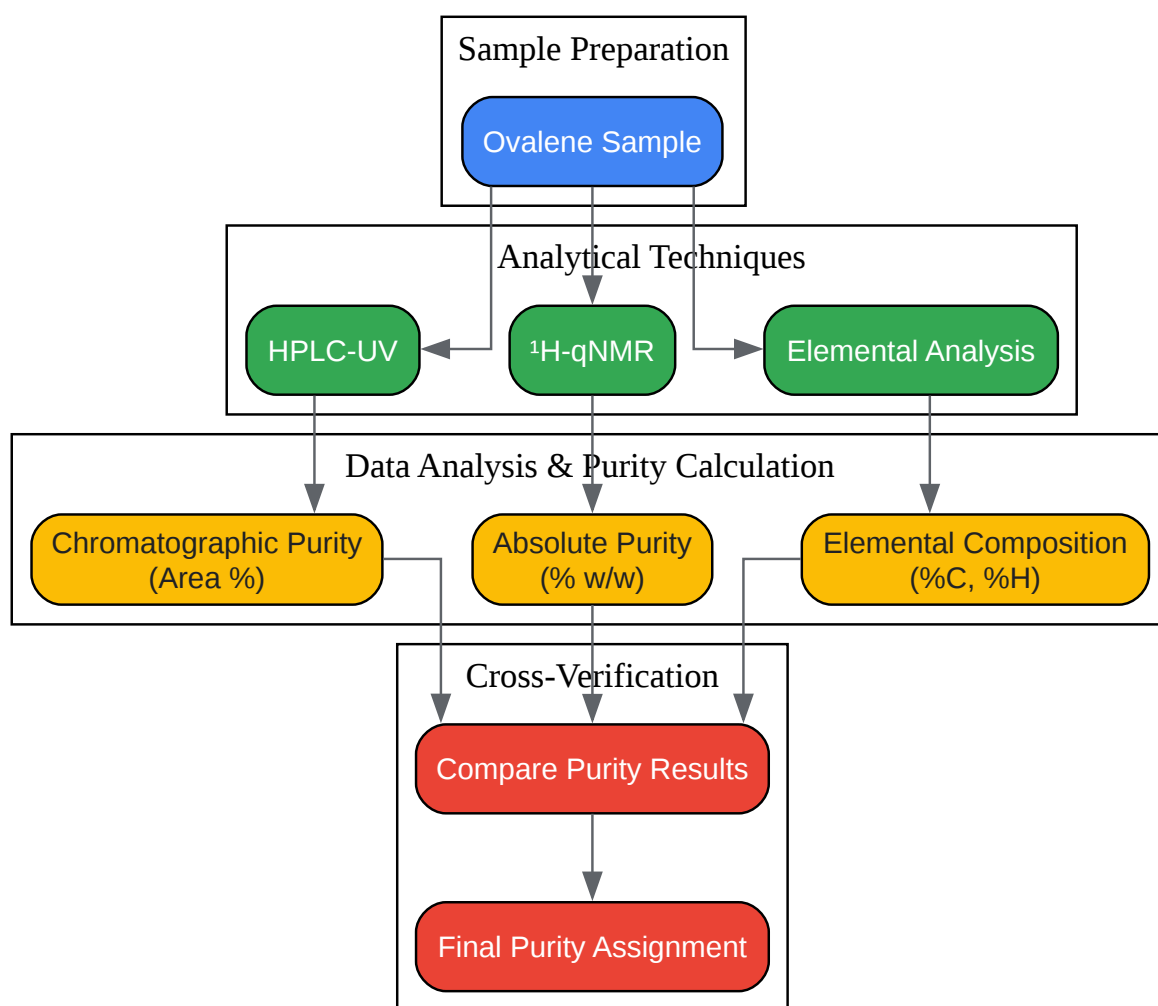 Sample Preparation
Ovalene Sample
Analytical Techniques
HPLC-UV
¹H-qNMR
Elemental Analysis
Data Analysis & Purity Calculation
Chromatographic Purity
(Area %)
Absolute Purity
(% w/w)
Elemental Composition
(%C, %H)
Cross-Verification
Compare Purity Results
Final Purity Assignment